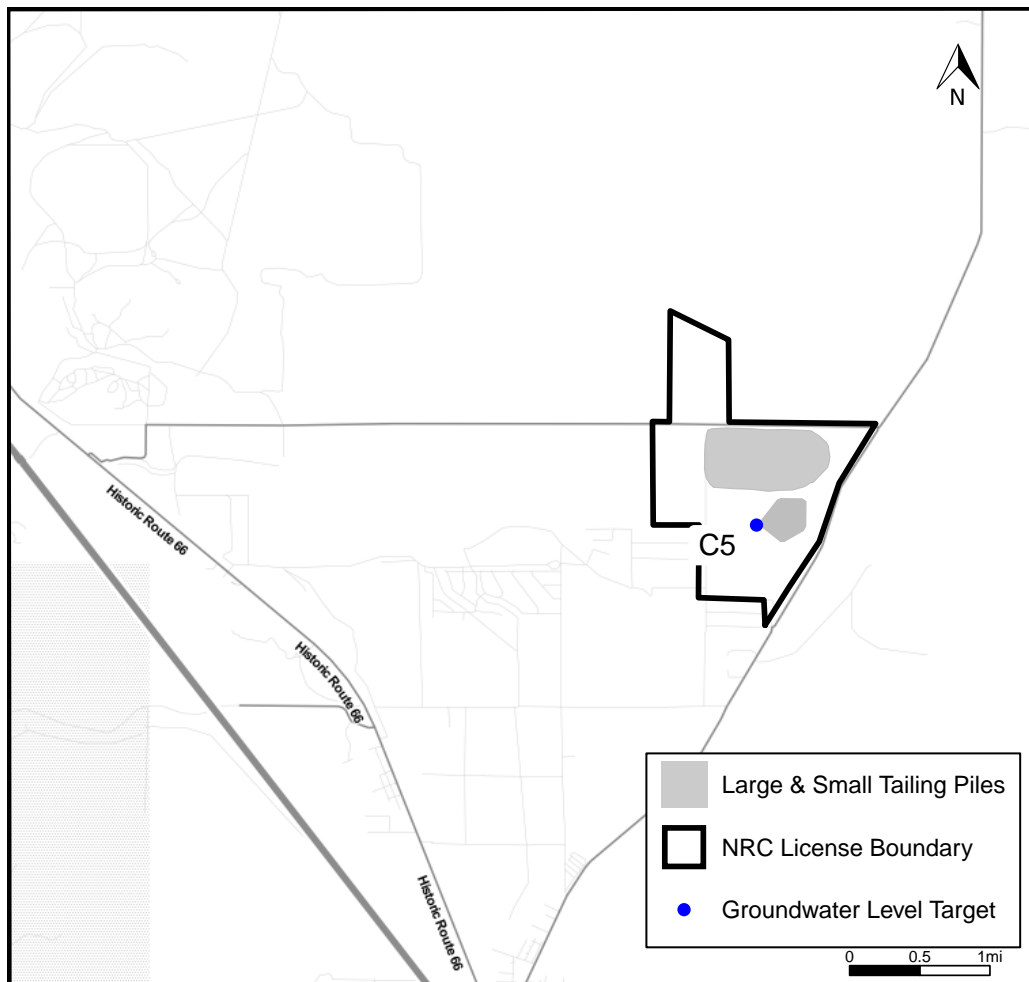 N
Historic Route 66
C5
Historic Route 66
Large & Small Tailing Piles
NRC License Boundary
Historic Route 66
Groundwater Level Target
0 0.5 1mi